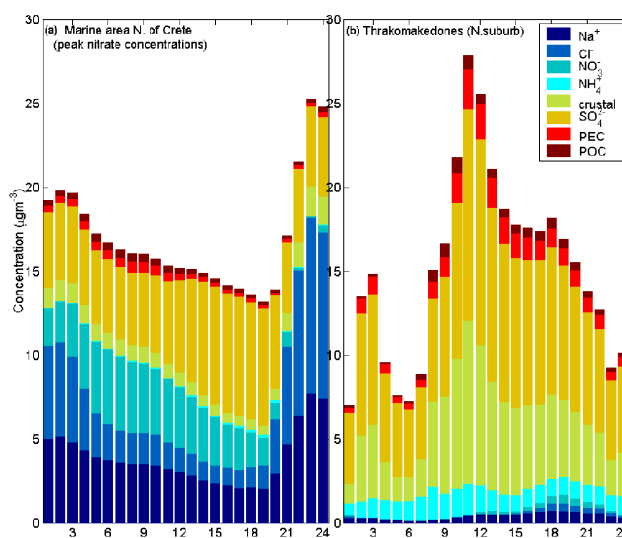 (a) Marine area N. of Crete
(peak nitrate concentrations)
(b) Thrakomakedones (N.suburb)
Concentration (μgm⁻³)
30
25
20
15
10
5
0
3 6 9 12 15 18 21 24
30
25
20
15
10
5
0
3 6 9 12 15 18 21 24
Na⁺
Cl⁻
NO₃⁻
NH₄⁺
crustal
SO₄²⁻
PEC
POC